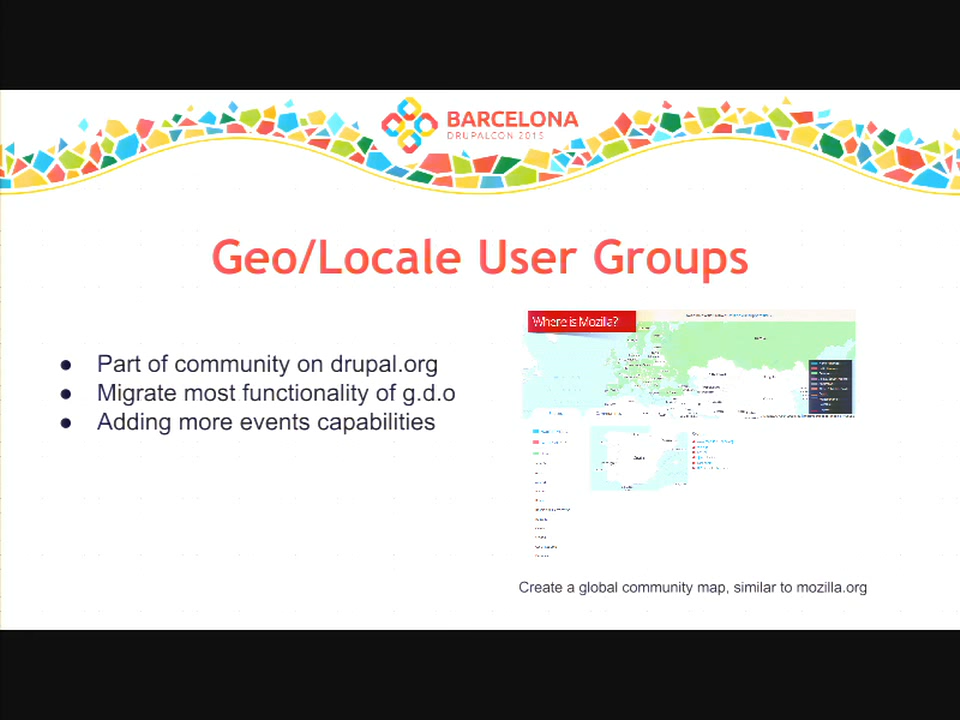 BARCELONA
DRUPALCON 2015
Geo/Locale User Groups
● Part of community on drupal.org
● Migrate most functionality of g.d.o
● Adding more events capabilities
Where is Mozilla?
Create a global community map, similar to mozilla.org